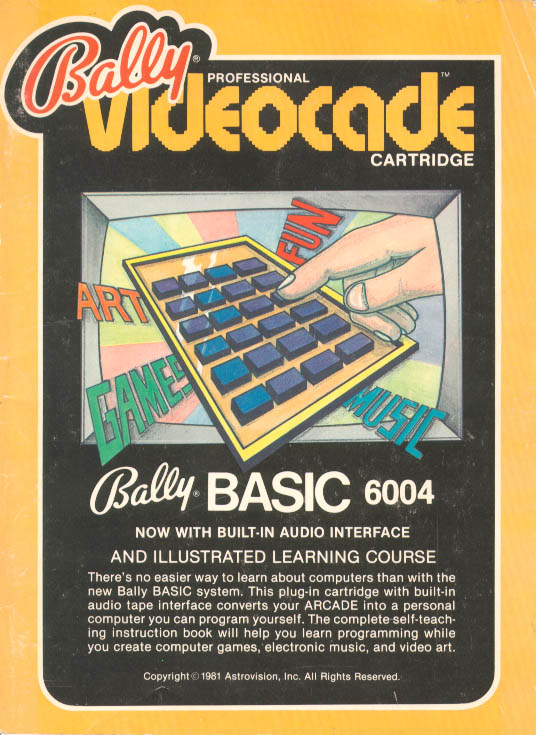 Bally®
PROFESSIONAL
Videocade™
CARTRIDGE
FUN
ART
GAMES
MUSIC
Bally® BASIC 6004
NOW WITH BUILT-IN AUDIO INTERFACE
AND ILLUSTRATED LEARNING COURSE
There's no easier way to learn about computers than with the
new Bally BASIC system. This plug-in cartridge with built-in
audio tape interface converts your ARCADE into a personal
computer you can program yourself. The complete self-teach-
ing instruction book will help you learn programming while
you create computer games, electronic music, and video art.
Copyright © 1981 Astrovision, Inc. All Rights Reserved.